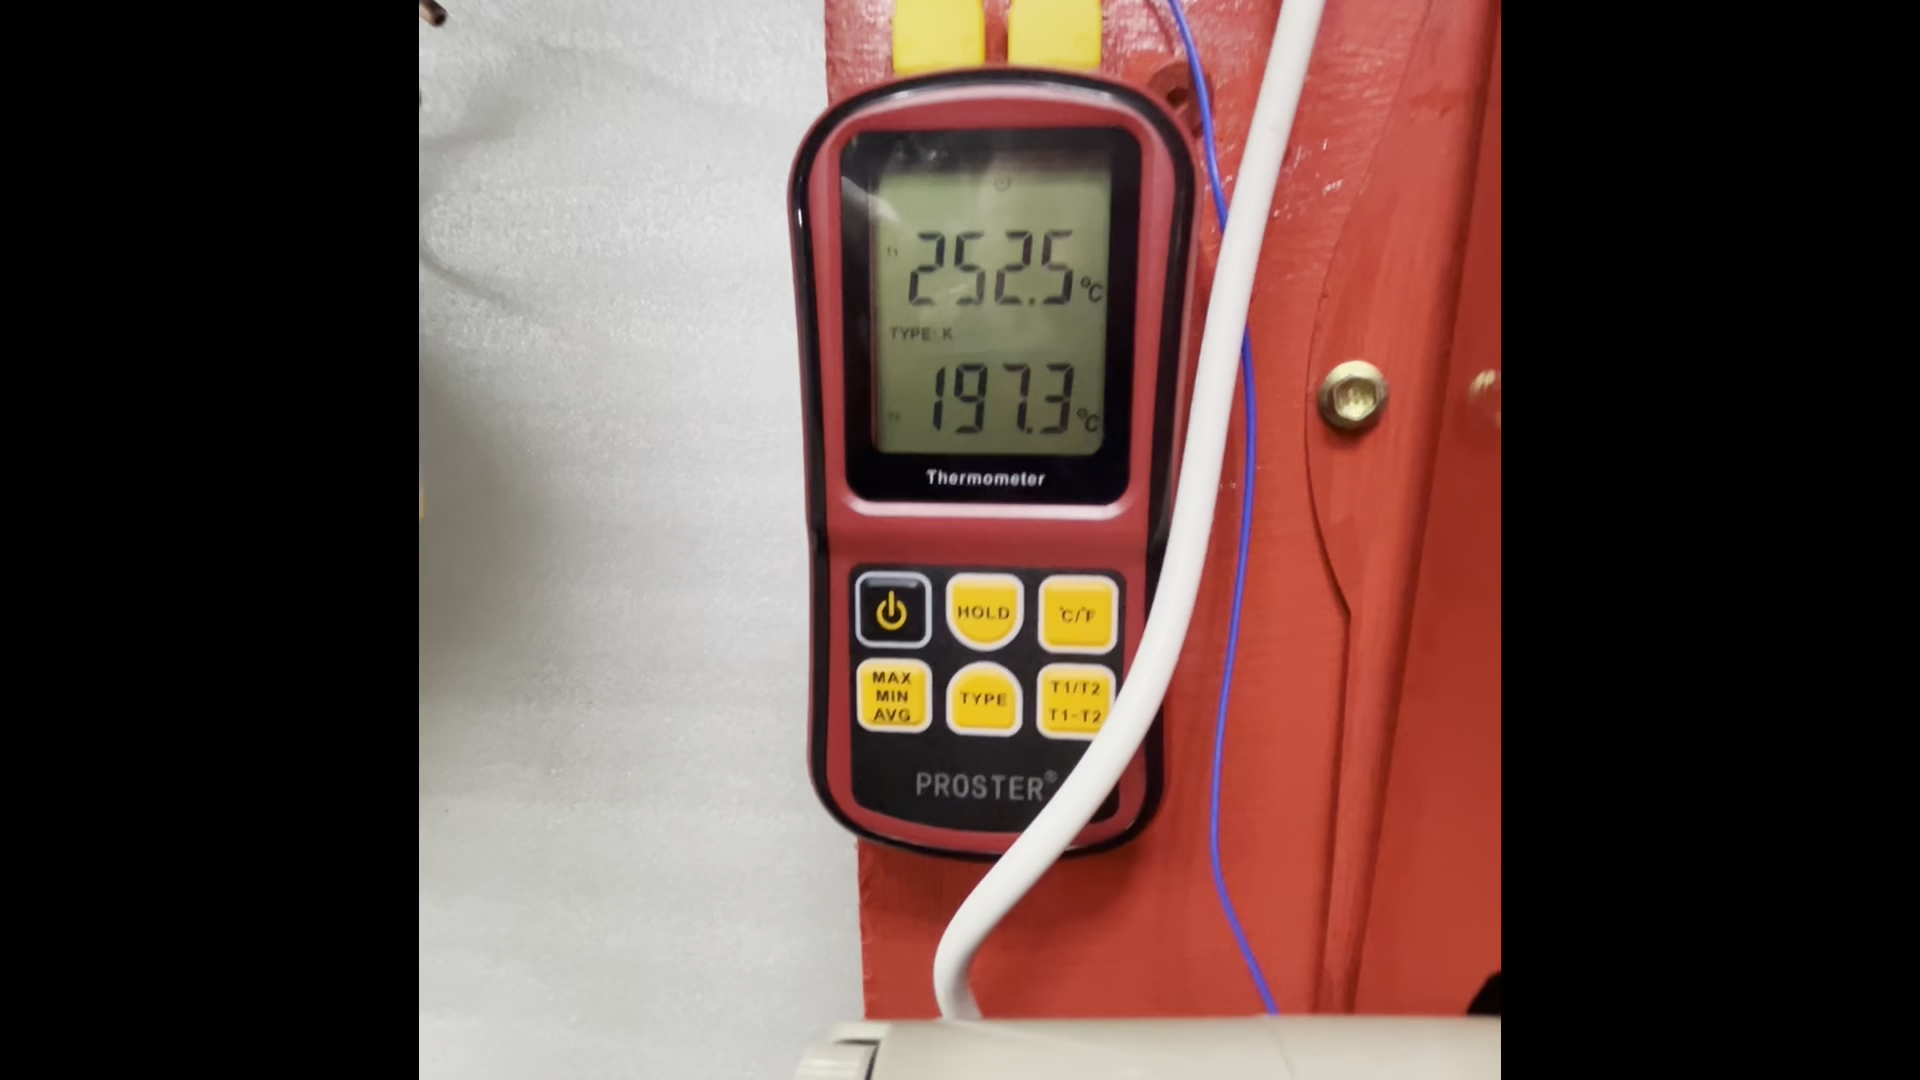 T1
252.5 °C
TYPE: K
T2
197.3 °C
Thermometer
HOLD
°C/°F
MAX
MIN
AVG
TYPE
T1/T2
T1-T2
PROSTER®